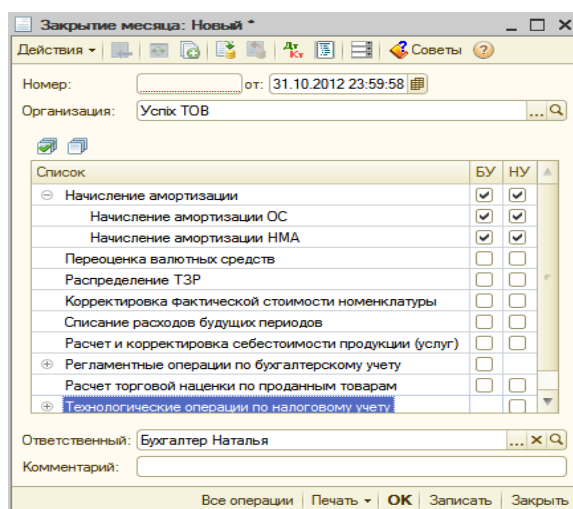 Закрытие месяца: Новый *
Действия Дт Кт Советы
Номер: от: 31.10.2012 23:59:58
Организация: Успіх ТОВ ...
Список БУ НУ
Начисление амортизации
Начисление амортизации ОС
Начисление амортизации НМА
Переоценка валютных средств
Распределение ТЗР
Корректировка фактической стоимости номенклатуры
Списание расходов будущих периодов
Расчет и корректировка себестоимости продукции (услуг)
Регламентные операции по бухгалтерскому учету
Расчет торговой наценки по проданным товарам
Технологические операции по налоговому учету
Ответственный: Бухгалтер Наталья ...
Комментарий:
Все операции Печать OK Записать Закрыть